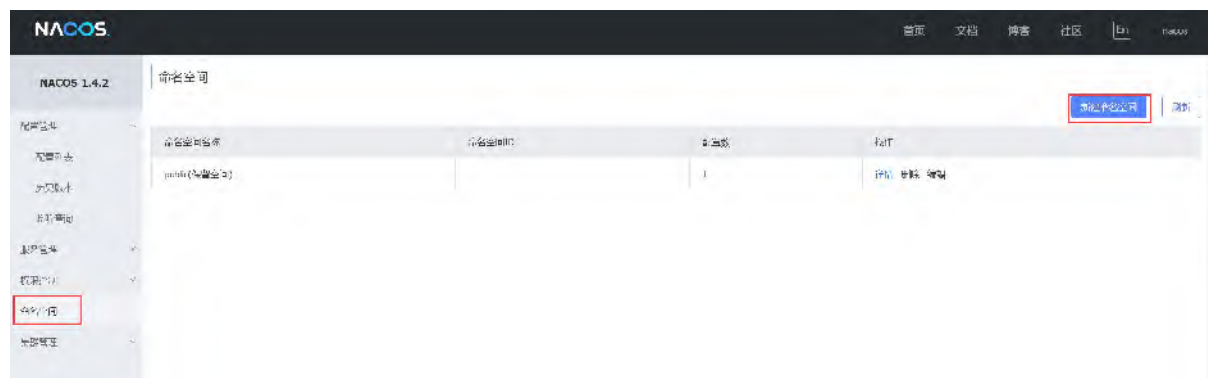 NACOS.
首页 文档 博客 社区 En nacos
NACOS 1.4.2
命名空间
新建命名空间 刷新
配置管理
命名空间名称 命名空间ID 配置数 操作
配置列表
public(保留空间) 详情 删除 编辑
历史版本
监听查询
服务管理
权限控制
命名空间
集群管理